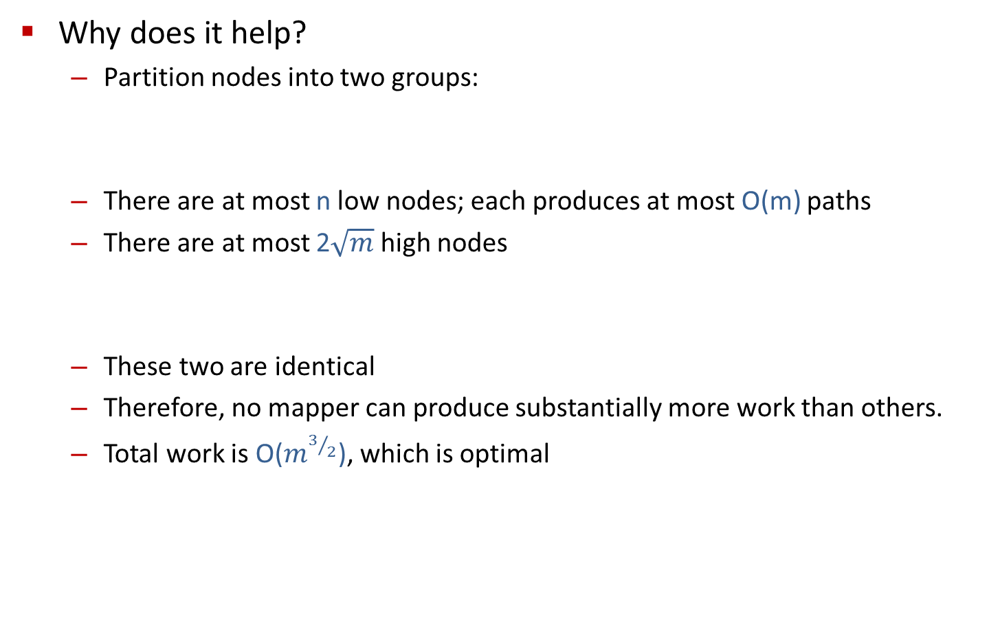 ▪ Why does it help?
– Partition nodes into two groups:
– There are at most n low nodes; each produces at most O(m) paths
– There are at most 2√m high nodes
– These two are identical
– Therefore, no mapper can produce substantially more work than others.
– Total work is O(m^3/2), which is optimal